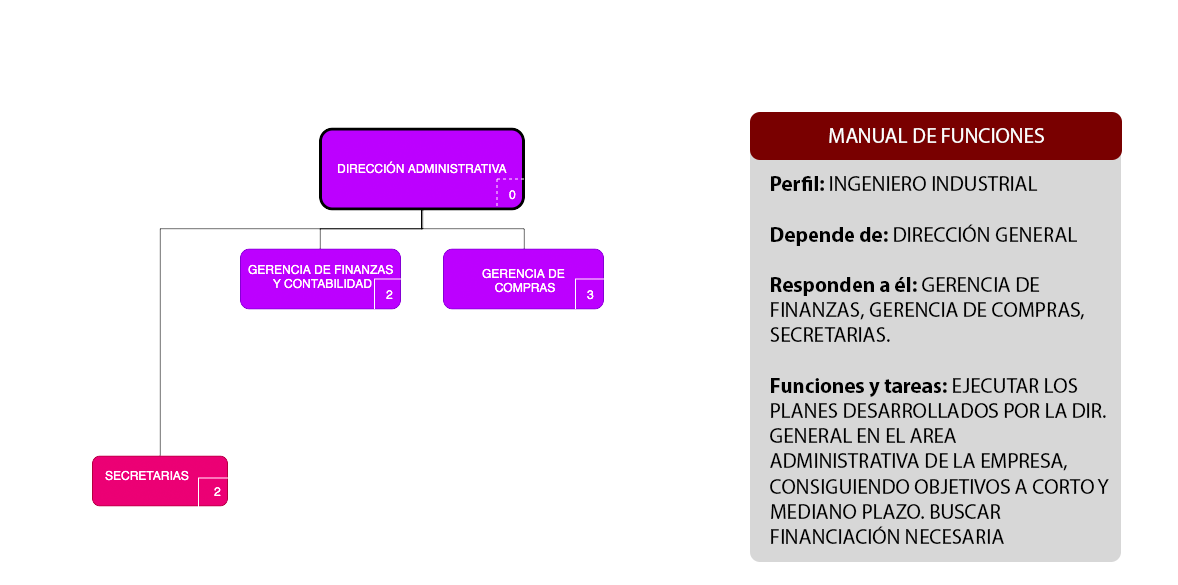 DIRECCIÓN ADMINISTRATIVA
0
GERENCIA DE FINANZAS
Y CONTABILIDAD
2
GERENCIA DE
COMPRAS
3
SECRETARIAS
2
MANUAL DE FUNCIONES
Perfil: INGENIERO INDUSTRIAL
Depende de: DIRECCIÓN GENERAL
Responden a él: GERENCIA DE
FINANZAS, GERENCIA DE COMPRAS,
SECRETARIAS.
Funciones y tareas: EJECUTAR LOS
PLANES DESARROLLADOS POR LA DIR.
GENERAL EN EL AREA
ADMINISTRATIVA DE LA EMPRESA,
CONSIGUIENDO OBJETIVOS A CORTO Y
MEDIANO PLAZO. BUSCAR
FINANCIACIÓN NECESARIA